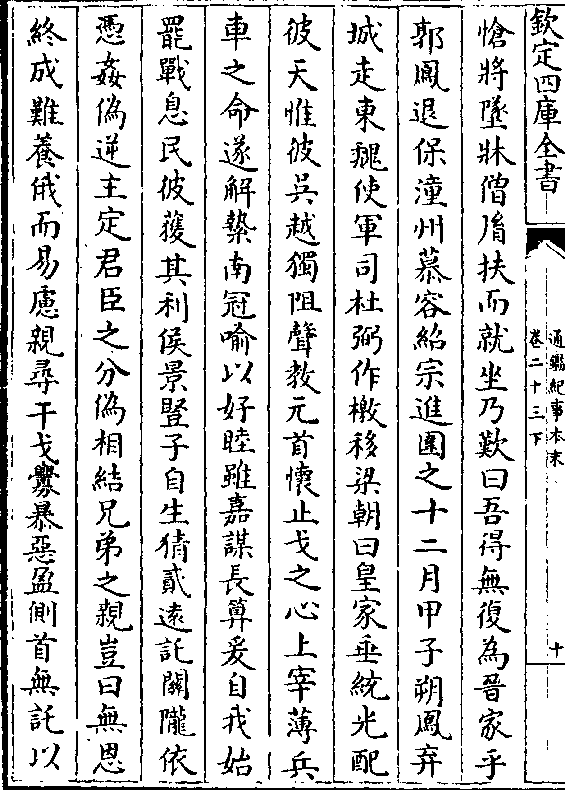 欽定四庫全書
通鑑紀事本末
卷二十三下
十
愴將墜牀僧胤扶而就坐乃歎曰吾得無復為晉家乎
郭鳳退保潼州慕容紹宗進圍之十二月甲子朔鳳弃
城走東魏使軍司杜弼作檄移梁朝曰皇家垂統光配
彼天惟彼吳越獨阻聲教元首懷止戈之心上宰薄兵
車之命遂解縶南冠喻以好睦雖嘉謀長算爰自我始
罷戰息民彼獲其利侯景豎子自生猜貳遠託關隴依
憑姦偽逆主定君臣之分偽相結兄弟之親豈曰無恩
終成難養俄而易慮親尋干戈釁暴惡盈側首無託以